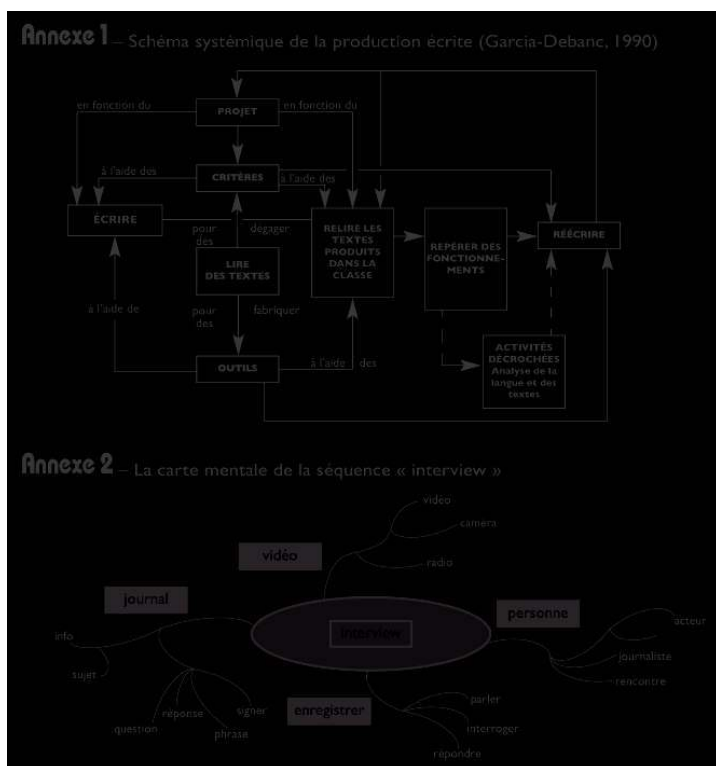 Annexe 1 – Schéma systémique de la production écrite (Garcia-Debanc, 1990)
en fonction du
PROJET
en fonction du
à l'aide des
CRITÈRES
à l'aide des
ÉCRIRE
pour
des
dégager
LIRE
DES TEXTES
RELIRE LES
TEXTES
PRODUITS
DANS LA
CLASSE
REPÉRER DES
FONCTIONNE-
MENTS
RÉÉCRIRE
à l'aide de
pour
des
fabriquer
OUTILS
à l'aide des
ACTIVITÉS
DÉCROCHÉES
Analyse de la
langue et des
textes
Annexe 2 – La carte mentale de la séquence « interview »
vidéo
caméra
radio
vidéo
journal
personne
interview
info
sujet
acteur
journaliste
rencontre
question
réponse
phrase
signer
enregistrer
parler
interroger
répondre